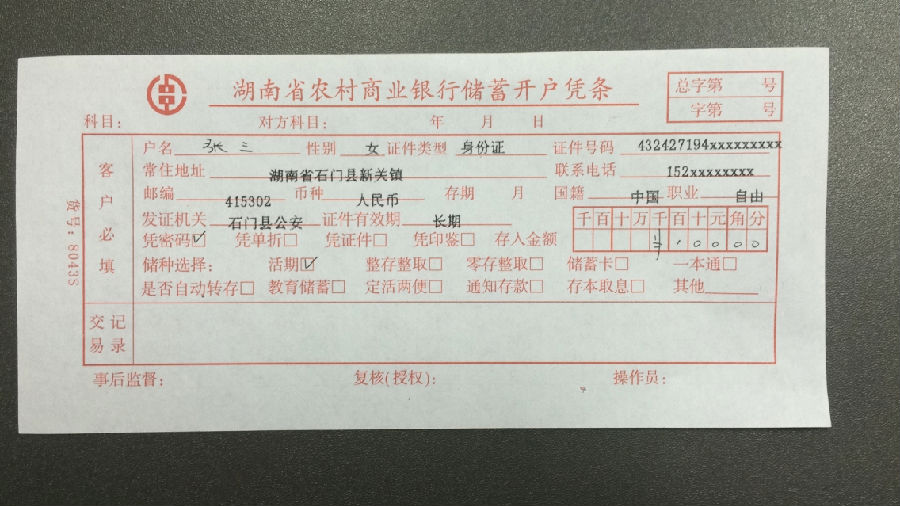 湖南省农村商业银行储蓄开户凭条
总字第 号
字第 号
科目： 对方科目： 年 月 日
客户必填
户名 张三 性别 女 证件类型 身份证 证件号码 432427194xxxxxxxxx
常住地址 湖南省石门县新关镇 联系电话 152xxxxxxxx
邮编 415302 币种 人民币 存期 月 国籍 中国 职业 自由
发证机关 石门县公安 证件有效期 长期
千百十万千百十元角分
凭密码☑ 凭单折□ 凭证件□ 凭印鉴□ 存入金额 ¥10000
储种选择： 活期☑ 整存整取□ 零存整取□ 储蓄卡□ 一本通□
是否自动转存□ 教育储蓄□ 定活两便□ 通知存款□ 存本取息□ 其他
交易记录
事后监督： 复核(授权)： 操作员：
货号：8043S